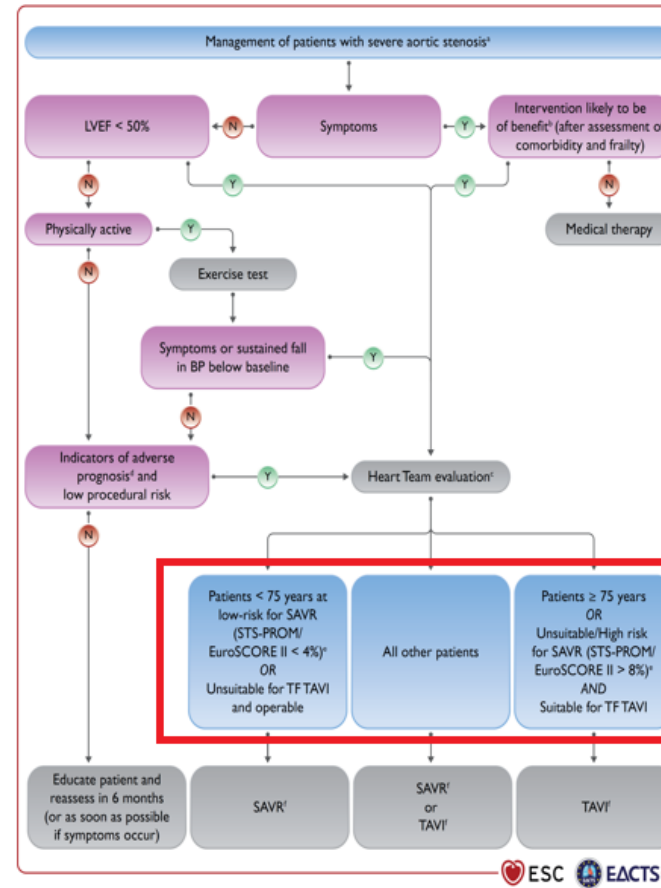 Management of patients with severe aortic stenosisᵃ
LVEF < 50%
N
Symptoms
Y
Intervention likely to be
of benefitᵇ (after assessment of
comorbidity and frailty)
N
Y
Y
N
Physically active
Y
Medical therapy
N
Exercise test
Symptoms or sustained fall
in BP below baseline
Y
N
Indicators of adverse
prognosisᵈ and
low procedural risk
Y
Heart Team evaluationᶜ
N
Patients < 75 years at
low-risk for SAVR
(STS-PROM/
EuroSCORE II < 4%)ᵉ
OR
Unsuitable for TF TAVI
and operable
All other patients
Patients ≥ 75 years
OR
Unsuitable/High risk
for SAVR (STS-PROM/
EuroSCORE II > 8%)ᵉ
AND
Suitable for TF TAVI
Educate patient and
reassess in 6 months
(or as soon as possible
if symptoms occur)
SAVRᶠ
SAVRᶠ
or
TAVIᶠ
TAVIᶠ
ESC
EACTS